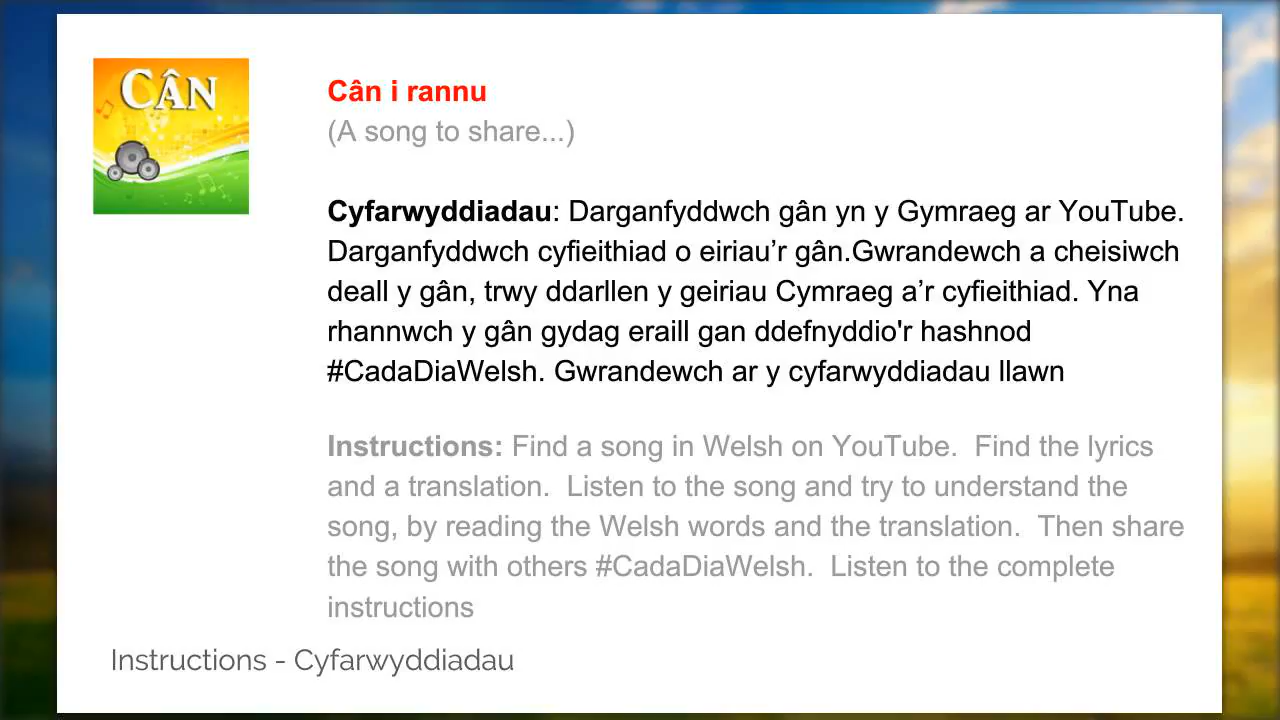 CÂN
Cân i rannu
(A song to share...)
Cyfarwyddiadau: Darganfyddwch gân yn y Gymraeg ar YouTube.
Darganfyddwch cyfieithiad o eiriau’r gân.Gwrandewch a cheisiwch
deall y gân, trwy ddarllen y geiriau Cymraeg a’r cyfieithiad. Yna
rhannwch y gân gydag eraill gan ddefnyddio'r hashnod
#CadaDiaWelsh. Gwrandewch ar y cyfarwyddiadau llawn
Instructions: Find a song in Welsh on YouTube.  Find the lyrics
and a translation.  Listen to the song and try to understand the
song, by reading the Welsh words and the translation.  Then share
the song with others #CadaDiaWelsh.  Listen to the complete
instructions
Instructions - Cyfarwyddiadau